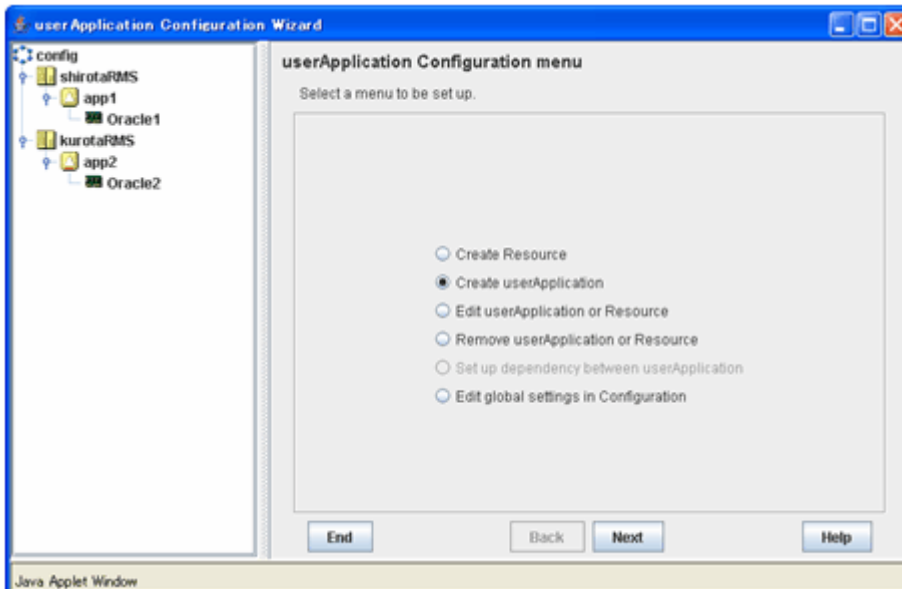 userApplication Configuration Wizard
config
shirotaRMS
app1
Oracle1
kurotaRMS
app2
Oracle2
userApplication Configuration menu
Select a menu to be set up.
Create Resource
Create userApplication
Edit userApplication or Resource
Remove userApplication or Resource
Set up dependency between userApplication
Edit global settings in Configuration
End
Back
Next
Help
Java Applet Window